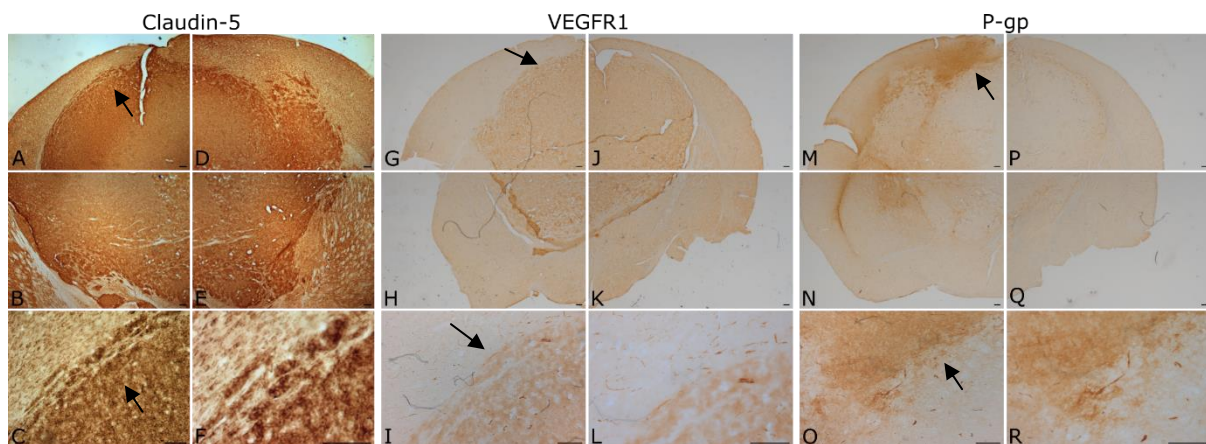 Claudin-5 VEGFR1 P-gp
A D G J M P
B E H K N Q
C F I L O R